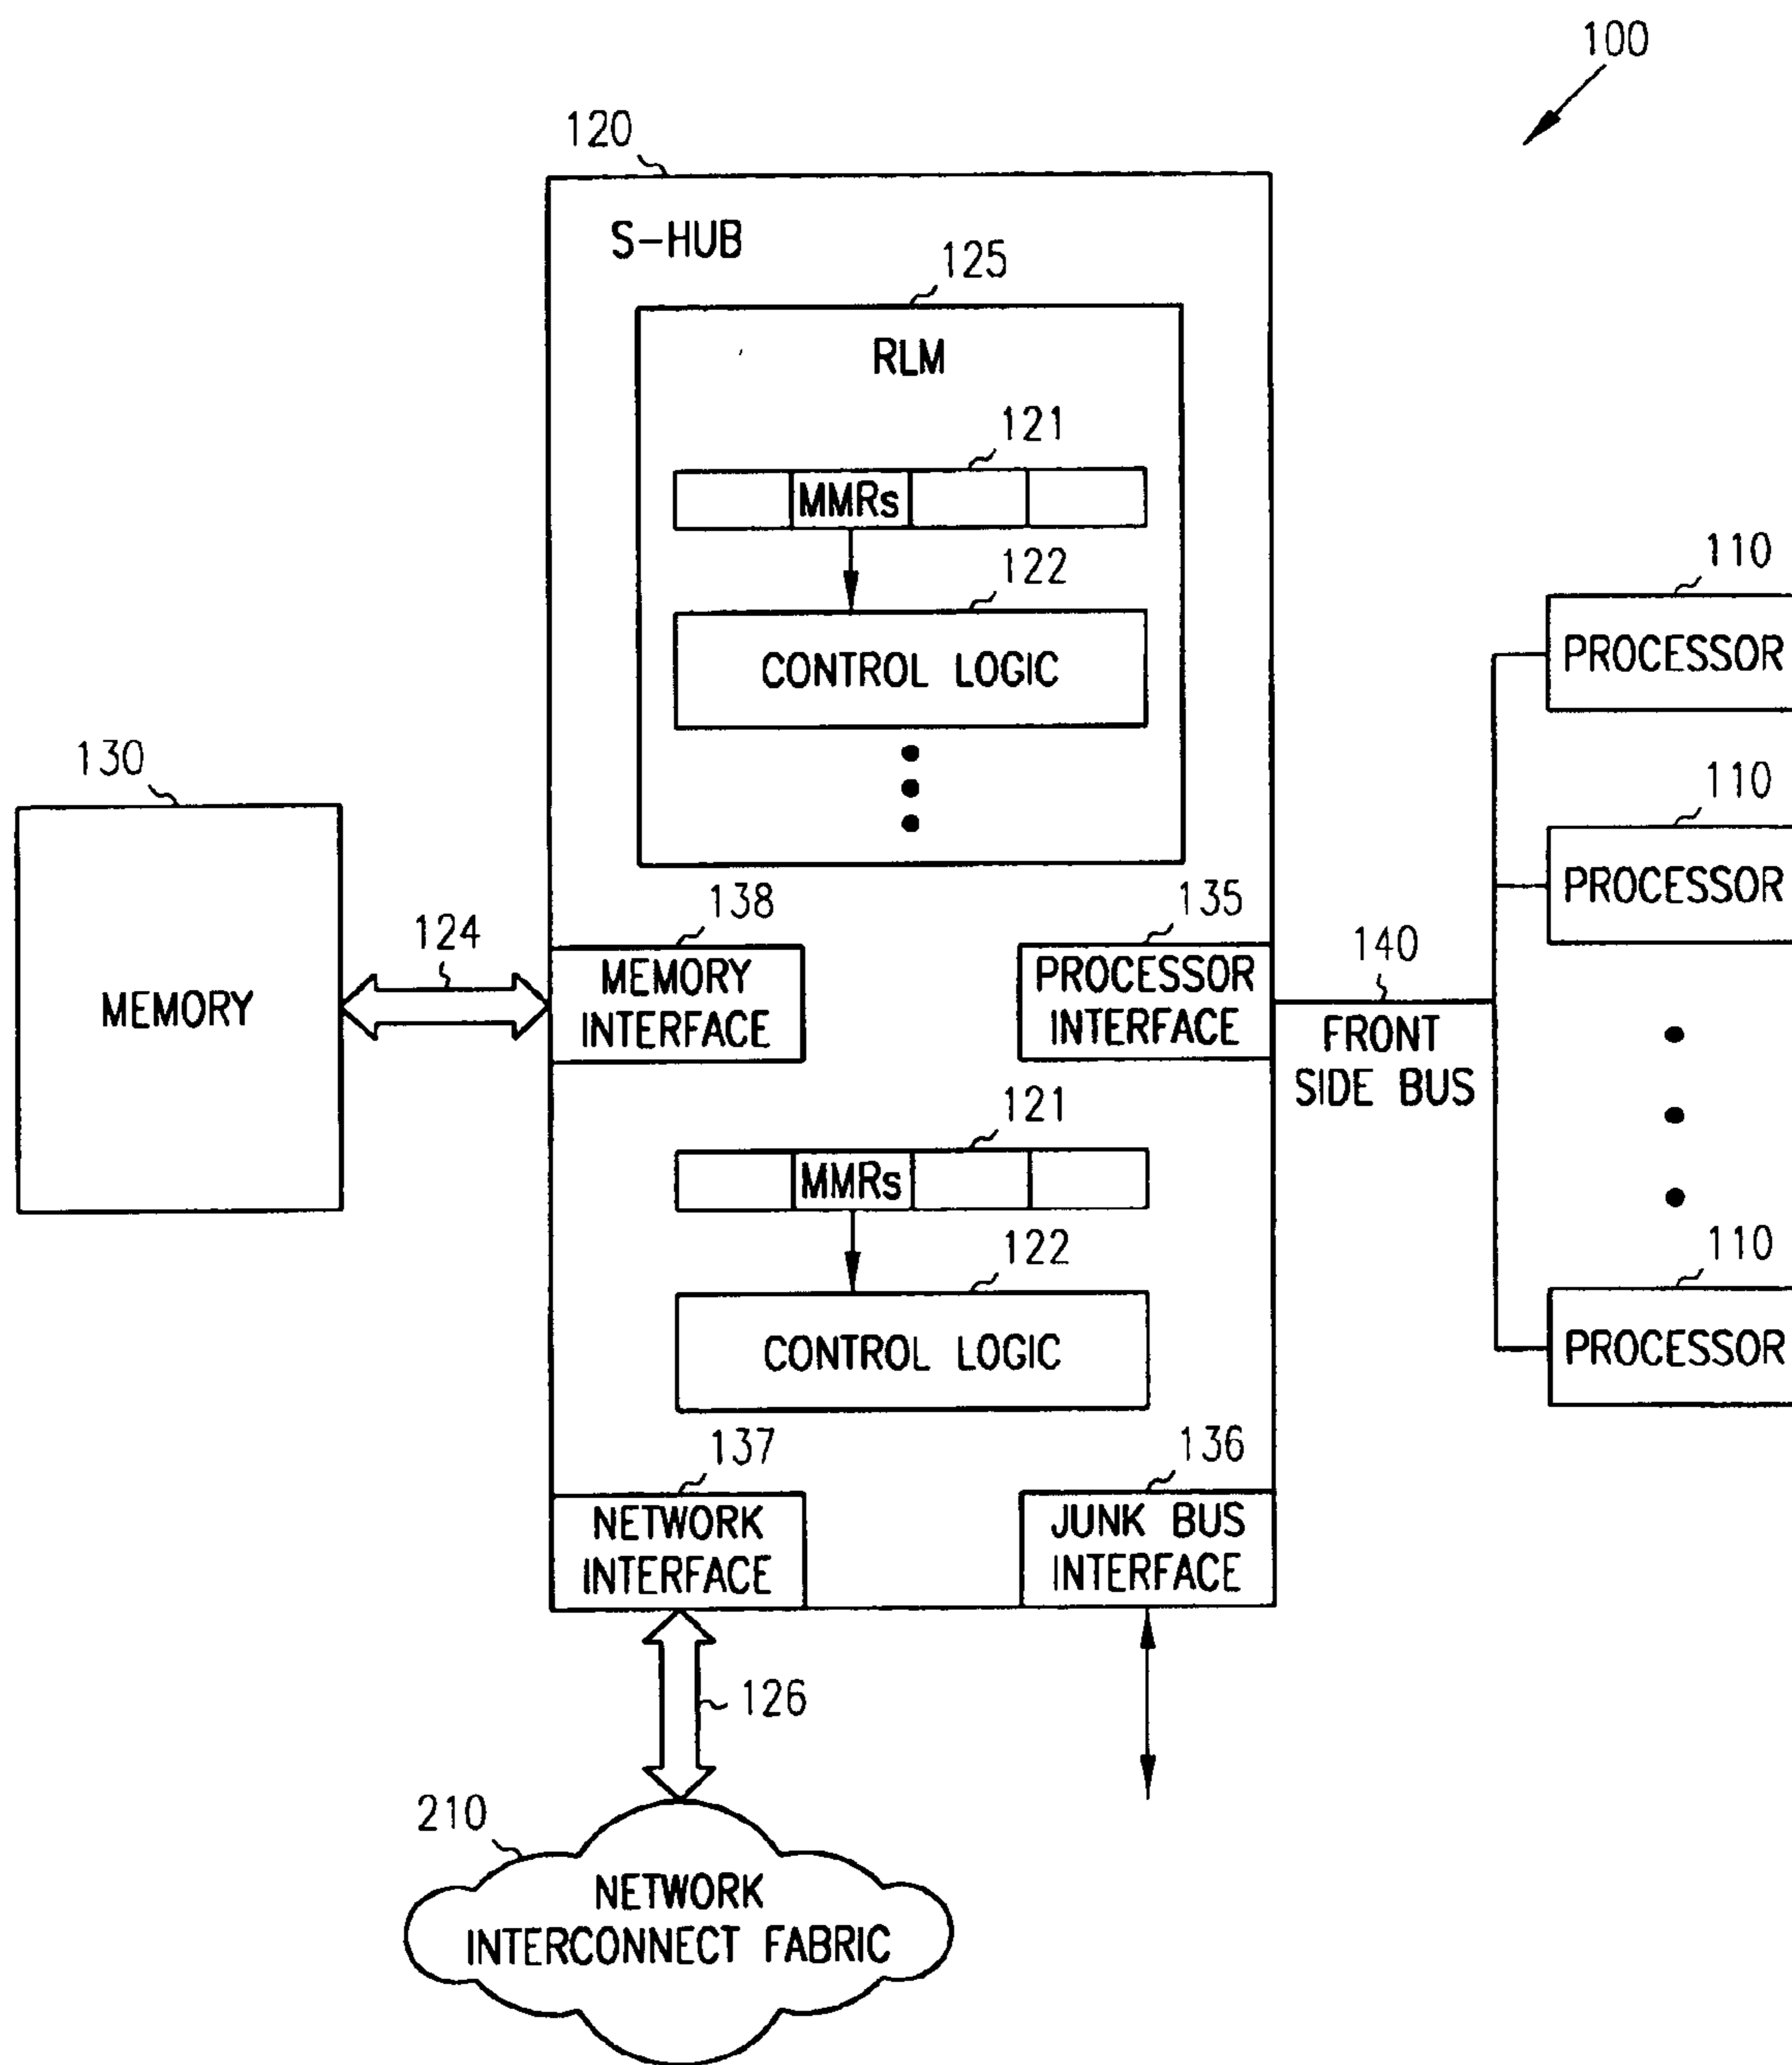 100
120
S-HUB
125
RLM
121
MMRs
122
CONTROL LOGIC
110
PROCESSOR
130
MEMORY
110
PROCESSOR
124
138
MEMORY
INTERFACE
135
PROCESSOR
INTERFACE
140
FRONT
SIDE BUS
121
MMRs
122
CONTROL LOGIC
110
PROCESSOR
137
NETWORK
INTERFACE
136
JUNK BUS
INTERFACE
126
210
NETWORK
INTERCONNECT FABRIC